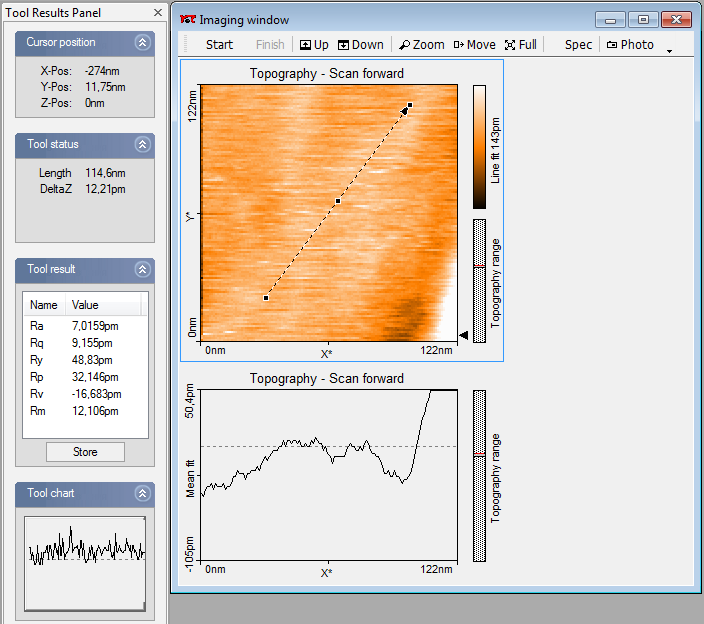 Tool Results Panel
Cursor position
X-Pos: -274nm
Y-Pos: 11,75nm
Z-Pos: 0nm
Tool status
Length 114,6nm
DeltaZ 12,21pm
Tool result
Name Value
Ra 7,0159pm
Rq 9,155pm
Ry 48,83pm
Rp 32,146pm
Rv -16,683pm
Rm 12,106pm
Store
Tool chart
Imaging window
Start Finish Up Down Zoom Move Full Spec Photo
Topography - Scan forward
122nm
Y*
0nm
0nm
X*
122nm
Line fit 143pm
Topography range
Topography - Scan forward
50,4pm
Mean fit
-105pm
0nm
X*
122nm
Topography range